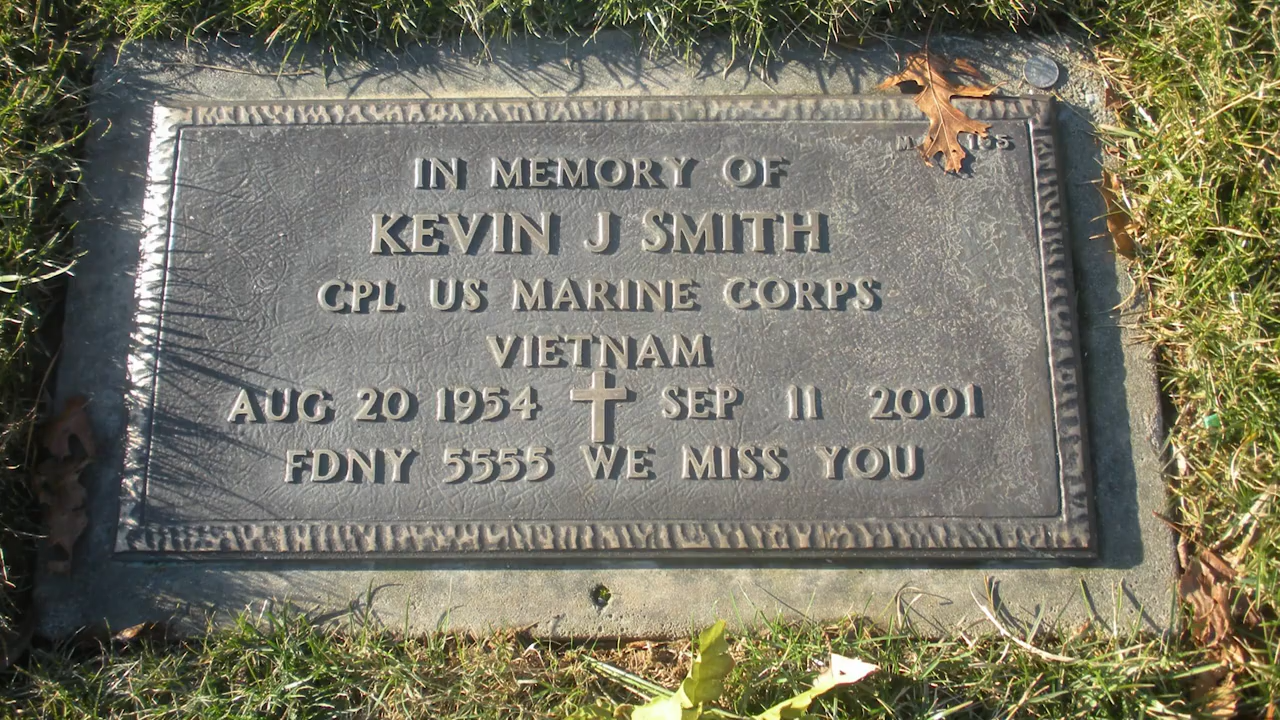 IN MEMORY OF
KEVIN J SMITH
CPL US MARINE CORPS
VIETNAM
AUG 20 1954 SEP 11 2001
FDNY 5555 WE MISS YOU